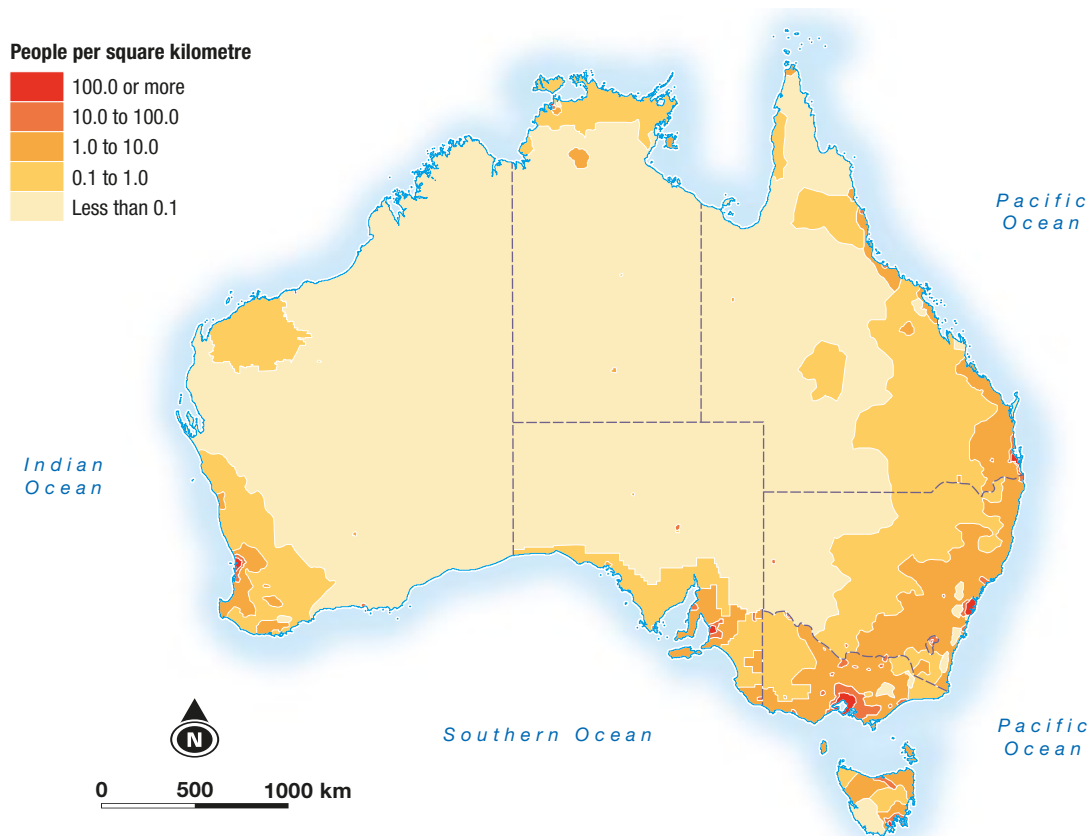 People per square kilometre
100.0 or more
10.0 to 100.0
1.0 to 10.0
0.1 to 1.0
Less than 0.1
Pacific
Ocean
Indian
Ocean
N
Southern Ocean
Pacific
Ocean
0 500 1000 km